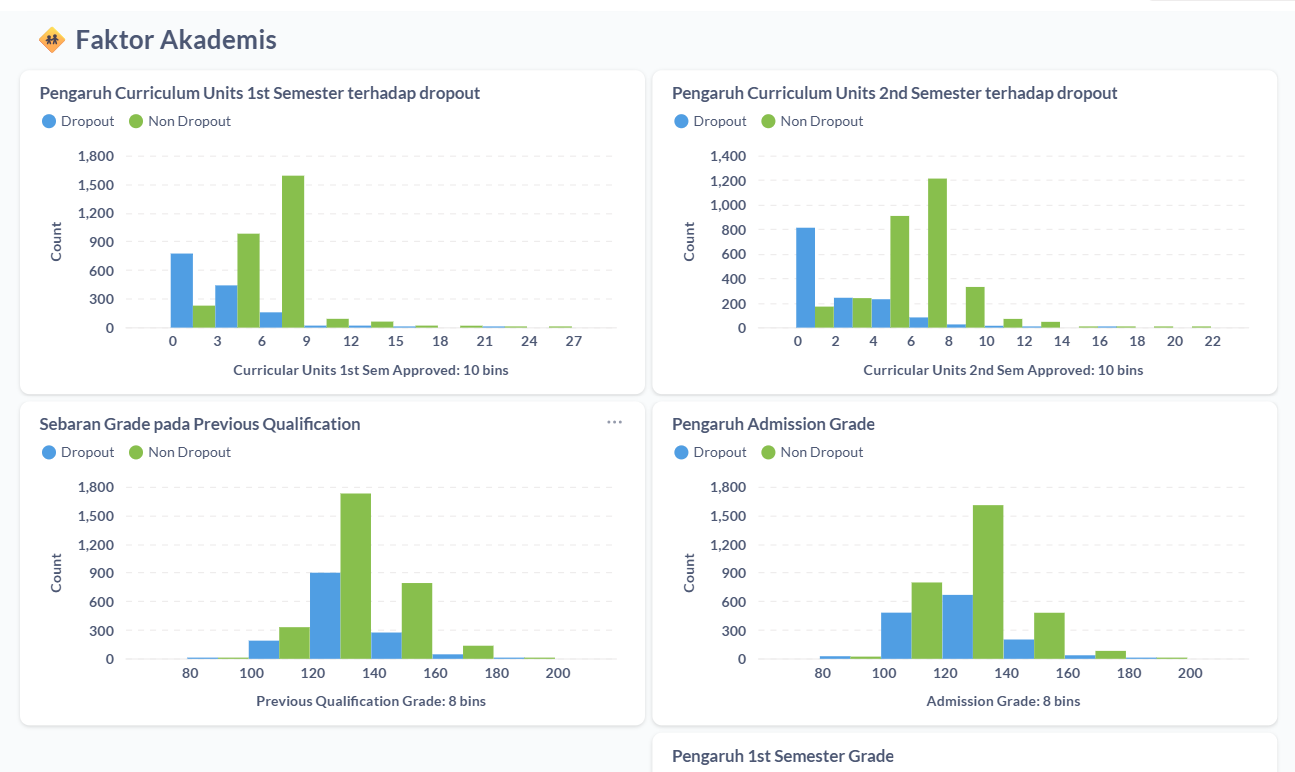 Faktor Akademis
Pengaruh Curriculum Units 1st Semester terhadap dropout
Dropout Non Dropout
1,800
1,500
1,200
900
600
300
0
Count
0 3 6 9 12 15 18 21 24 27
Curricular Units 1st Sem Approved: 10 bins
Pengaruh Curriculum Units 2nd Semester terhadap dropout
Dropout Non Dropout
1,400
1,200
1,000
800
600
400
200
0
Count
0 2 4 6 8 10 12 14 16 18 20 22
Curricular Units 2nd Sem Approved: 10 bins
Sebaran Grade pada Previous Qualification
Dropout Non Dropout
1,800
1,500
1,200
900
600
300
0
Count
80 100 120 140 160 180 200
Previous Qualification Grade: 8 bins
Pengaruh Admission Grade
Dropout Non Dropout
1,800
1,500
1,200
900
600
300
0
Count
80 100 120 140 160 180 200
Admission Grade: 8 bins
Pengaruh 1st Semester Grade